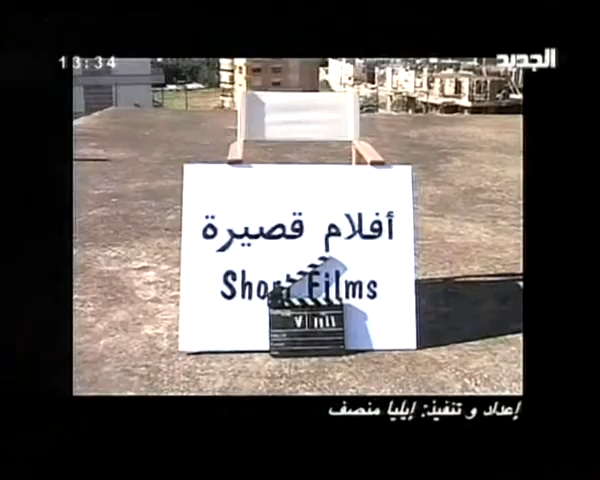 13:34
الجديد
أفلام قصيرة
Short Films
إعداد و تنفيذ: إيليا منصف